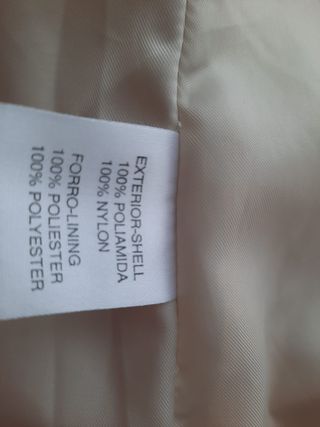 EXTERIOR-SHELL
100% POLIAMIDA
100% NYLON
FORRO-LINING
100% POLIESTER
100% POLYESTER